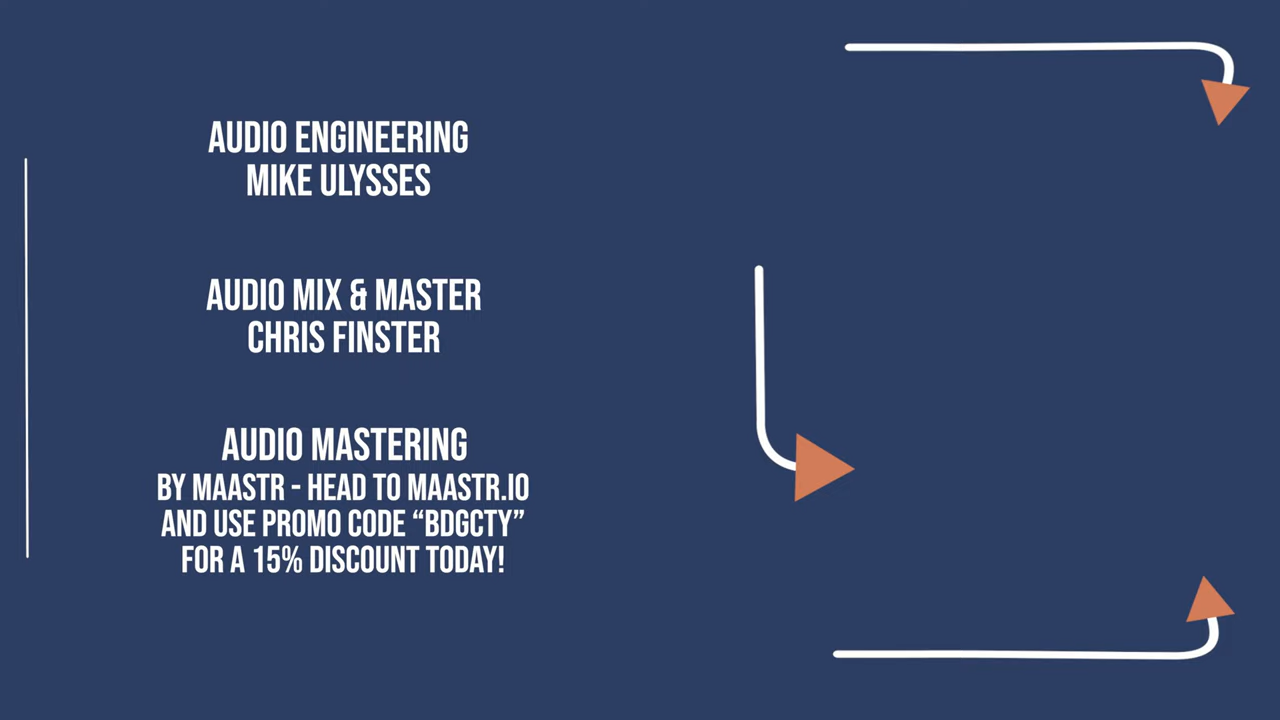 AUDIO ENGINEERING
MIKE ULYSSES
AUDIO MIX & MASTER
CHRIS FINSTER
AUDIO MASTERING
BY MAASTR - HEAD TO MAASTR.IO
AND USE PROMO CODE “BDGCTY”
FOR A 15% DISCOUNT TODAY!